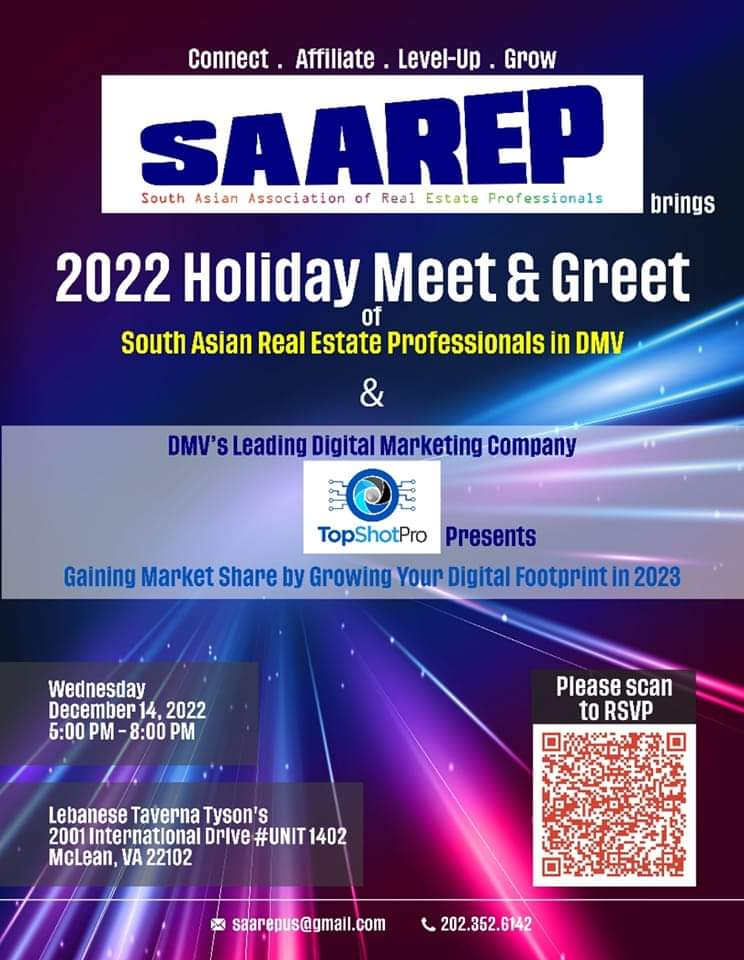 Connect . Affiliate . Level-Up . Grow
SAAREP
South Asian Association of Real Estate Professionals
brings
2022 Holiday Meet & Greet
of
South Asian Real Estate Professionals in DMV
&
DMV's Leading Digital Marketing Company
TopShotPro Presents
Gaining Market Share by Growing Your Digital Footprint in 2023
Wednesday
December 14, 2022
5:00 PM - 8:00 PM
Please scan
to RSVP
Lebanese Taverna Tyson's
2001 International Drive #UNIT 1402
McLean, VA 22102
saarepus@gmail.com 202.352.6142